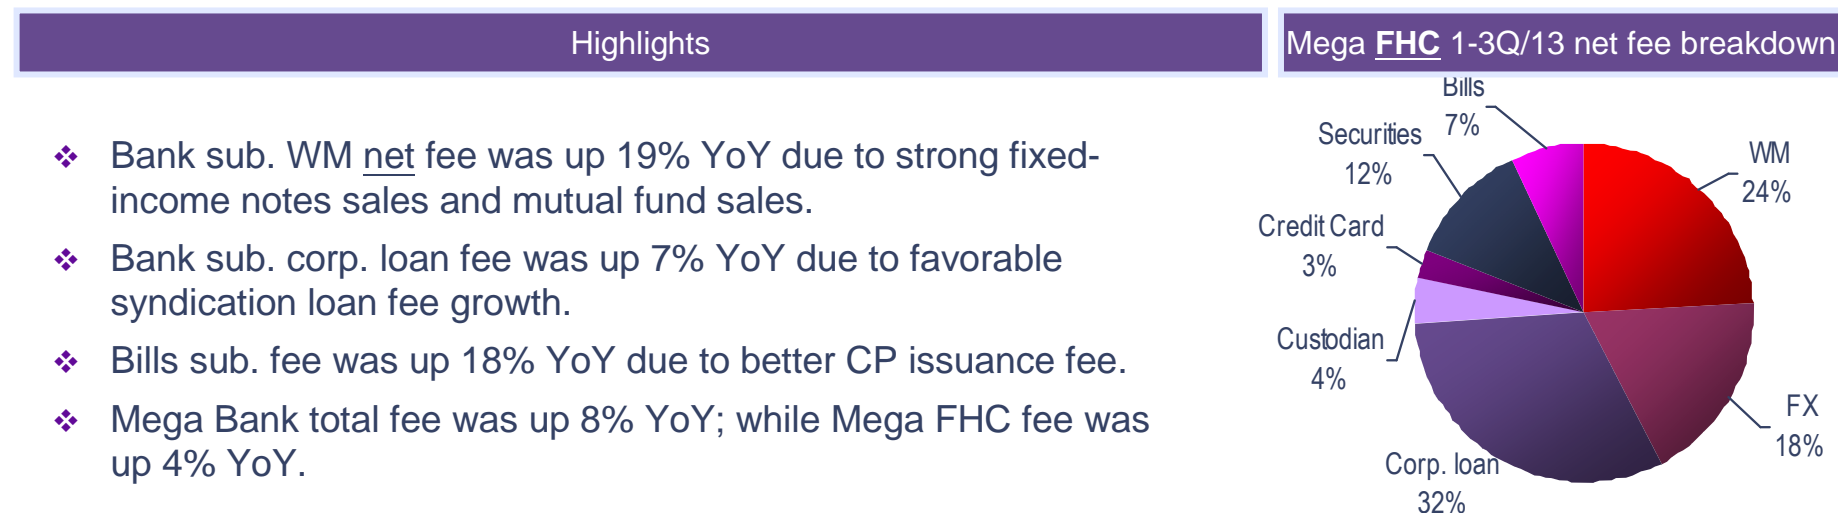 Highlights
Mega FHC 1-3Q/13 net fee breakdown
❖ Bank sub. WM net fee was up 19% YoY due to strong fixed-
income notes sales and mutual fund sales.
❖ Bank sub. corp. loan fee was up 7% YoY due to favorable
syndication loan fee growth.
❖ Bills sub. fee was up 18% YoY due to better CP issuance fee.
❖ Mega Bank total fee was up 8% YoY; while Mega FHC fee was
up 4% YoY.
Bills
7%
WM
24%
FX
18%
Corp. loan
32%
Custodian
4%
Credit Card
3%
Securities
12%